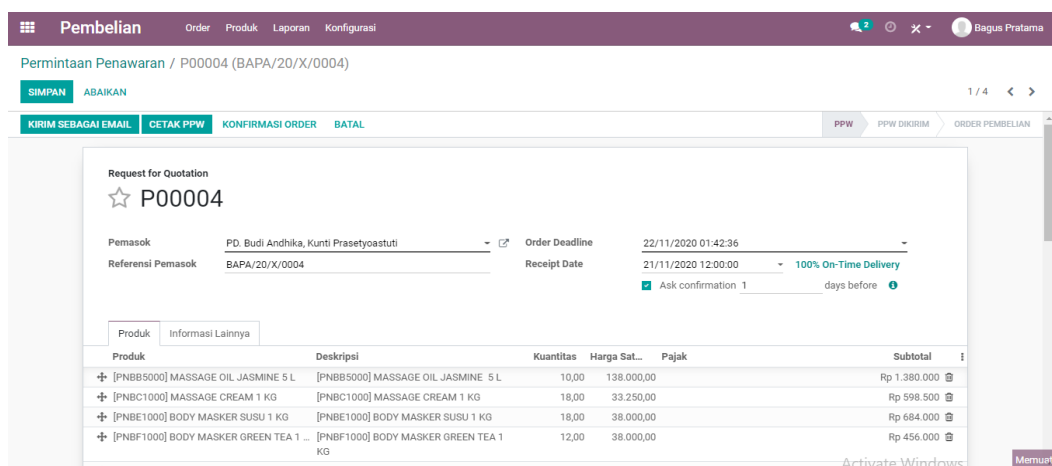 Pembelian Order Produk Laporan Konfigurasi 2 Bagus Pratama
Permintaan Penawaran / P00004 (BAPA/20/X/0004)
SIMPAN ABAIKAN 1 / 4
KIRIM SEBAGAI EMAIL CETAK PPW KONFIRMASI ORDER BATAL PPW PPW DIKIRIM ORDER PEMBELIAN
Request for Quotation
P00004
Pemasok PD. Budi Andhika, Kunti Prasetyoastuti Order Deadline 22/11/2020 01:42:36
Referensi Pemasok BAPA/20/X/0004 Receipt Date 21/11/2020 12:00:00 100% On-Time Delivery
Ask confirmation 1 days before
Produk Informasi Lainnya
Produk Deskripsi Kuantitas Harga Sat... Pajak Subtotal
[PNBB5000] MASSAGE OIL JASMINE 5 L [PNBB5000] MASSAGE OIL JASMINE 5 L 10,00 138.000,00 Rp 1.380.000
[PNBC1000] MASSAGE CREAM 1 KG [PNBC1000] MASSAGE CREAM 1 KG 18,00 33.250,00 Rp 598.500
[PNBE1000] BODY MASKER SUSU 1 KG [PNBE1000] BODY MASKER SUSU 1 KG 18,00 38.000,00 Rp 684.000
[PNBF1000] BODY MASKER GREEN TEA 1 ... [PNBF1000] BODY MASKER GREEN TEA 1 12,00 38.000,00 Rp 456.000
KG
Activate Windows Memuat